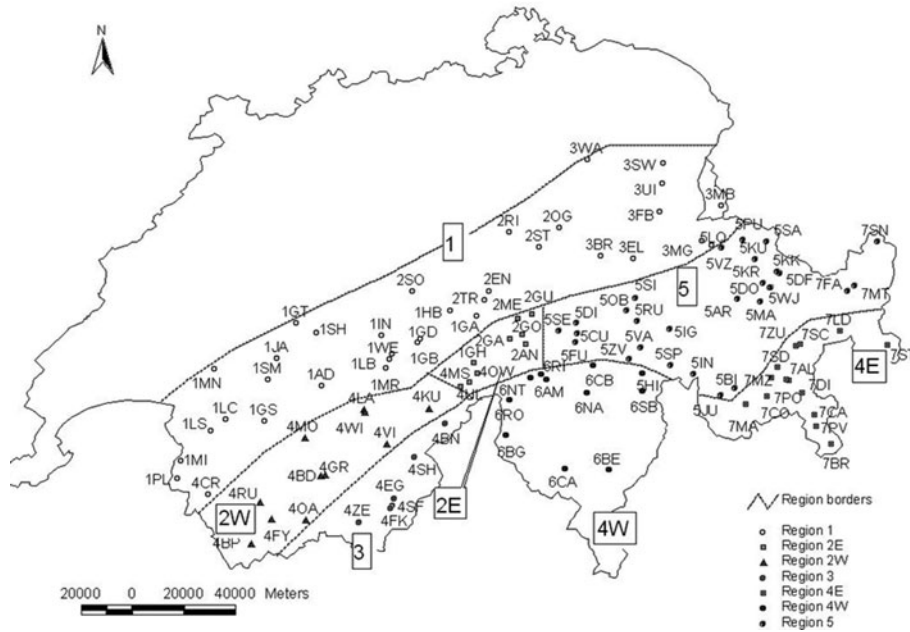 N
3WA
3SW
3UI
3MB
3FB
2RI
2OG
1
2ST
3BR
3EL
3MG
5LQ
5PU
5SA
7SN
5KU
5VZ
5
5KK
5KR
5DF
2SO
2EN
5SI
5DO
5WJ
7FA
7MT
1HB
2TR
2ME
2GU
5OB
5AR
5MA
1GT
1SH
1IN
1GD
1GA
2GO
5SE
5DI
5RU
5IG
7ZU
7SC
7LD
7ST
1JA
1WE
2GA
5CU
5VA
1LB
1GB
1GH
2AN
5FU
5ZV
5SP
7SD
4E
1MN
1SM
1AD
1MR
4MS
4OW
6RI
6CB
5HI
5IN
5BI
7MZ
7AL
4UL
6NT
6AM
7PO
7DI
1LC
1GS
4LA
4KU
6RO
6NA
6SB
5JU
7MA
7CO
7CA
1LS
4MO
4WI
4VI
4BN
7PV
6BG
7BR
1MI
4SH
6BE
1PL
4CR
4BD
4GR
6CA
4RU
4EG
2E
2W
4OA
4ZE
4SF
4FK
4W
4BP
4FY
3
Region borders
Region 1
Region 2E
Region 2W
Region 3
Region 4E
Region 4W
Region 5
20000 0 20000 40000 Meters